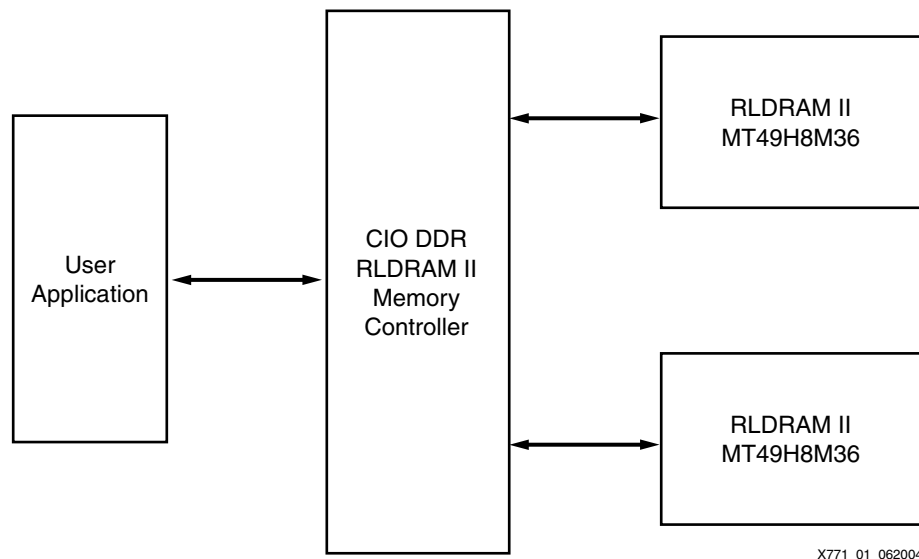 User
Application
CIO DDR
RLDRAM II
Memory
Controller
RLDRAM II
MT49H8M36
RLDRAM II
MT49H8M36
X771_01_062004